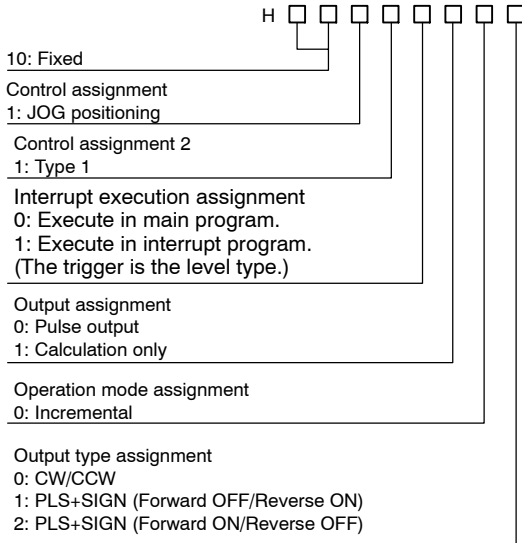 H □ □ □ □ □ □ □ □
10: Fixed
Control assignment
1: JOG positioning
Control assignment 2
1: Type 1
Interrupt execution assignment
0: Execute in main program.
1: Execute in interrupt program.
(The trigger is the level type.)
Output assignment
0: Pulse output
1: Calculation only
Operation mode assignment
0: Incremental
Output type assignment
0: CW/CCW
1: PLS+SIGN (Forward OFF/Reverse ON)
2: PLS+SIGN (Forward ON/Reverse OFF)